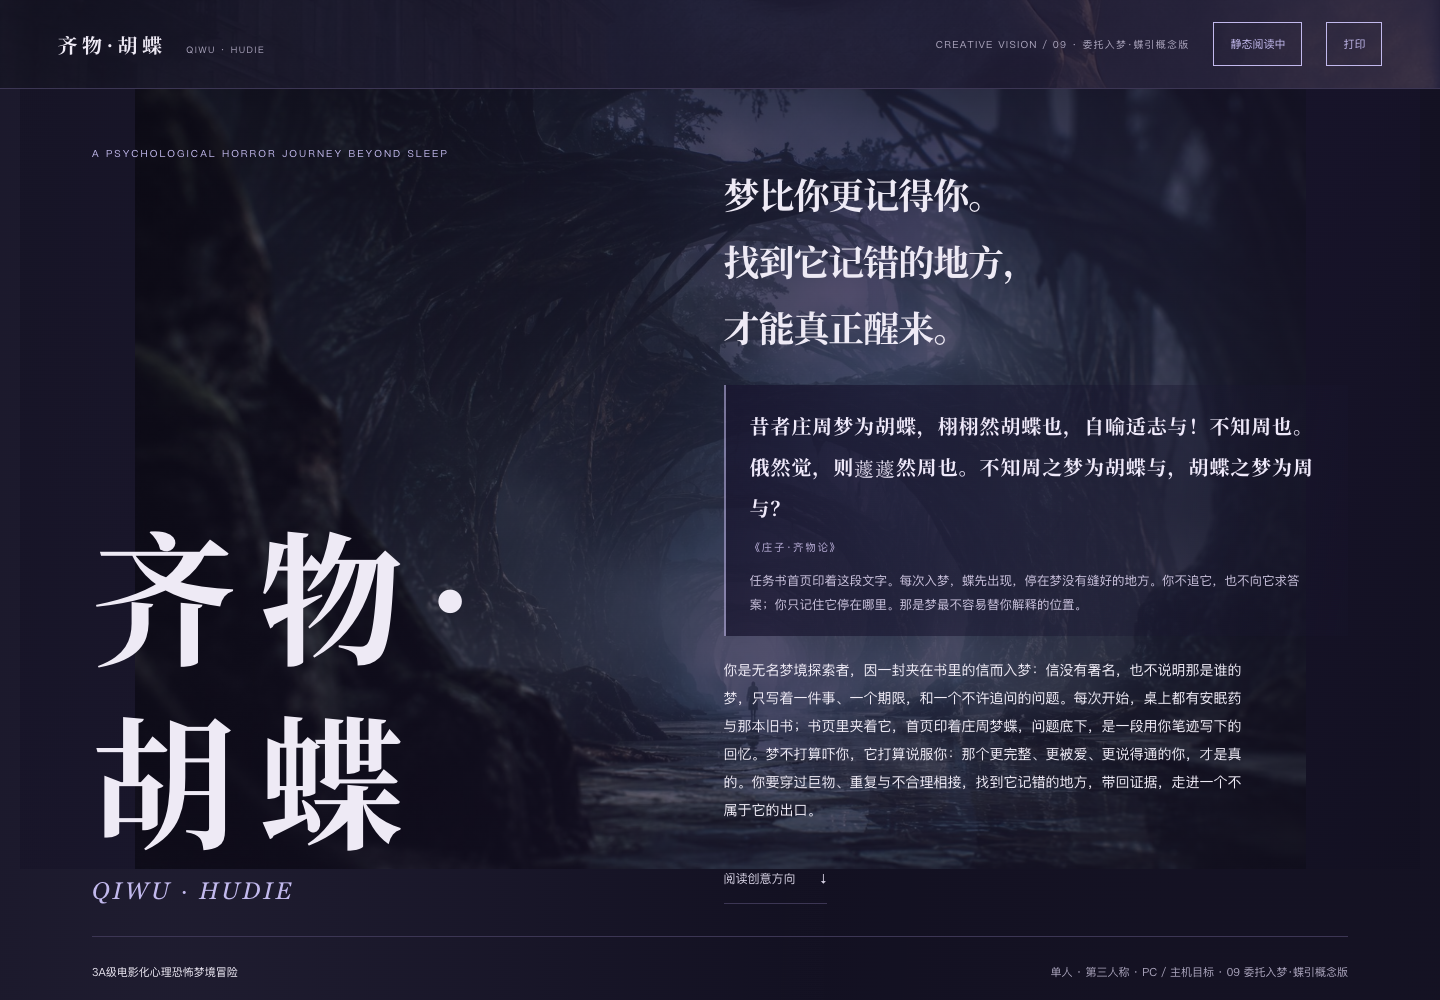 齐物·胡蝶
QIWU · HUDIE
CREATIVE VISION / 09 · 委托入梦·蝶引概念版
静态阅读中
打印
A PSYCHOLOGICAL HORROR JOURNEY BEYOND SLEEP
齐物·
胡蝶
QIWU · HUDIE
梦比你更记得你。
找到它记错的地方，
才能真正醒来。
昔者庄周梦为胡蝶，栩栩然胡蝶也，自喻适志与！不知周也。
俄然觉，则蘧蘧然周也。不知周之梦为胡蝶与，胡蝶之梦为周
与？
《庄子·齐物论》
任务书首页印着这段文字。每次入梦，蝶先出现，停在梦没有缝好的地方。你不追它，也不向它求答
案；你只记住它停在哪里。那是梦最不容易替你解释的位置。
你是无名梦境探索者，因一封夹在书里的信而入梦：信没有署名，也不说明那是谁的
梦，只写着一件事、一个期限，和一个不许追问的问题。每次开始，桌上都有安眠药
与那本旧书；书页里夹着它，首页印着庄周梦蝶，问题底下，是一段用你笔迹写下的
回忆。梦不打算吓你，它打算说服你：那个更完整、更被爱、更说得通的你，才是真
的。你要穿过巨物、重复与不合理相接，找到它记错的地方，带回证据，走进一个不
属于它的出口。
阅读创意方向 ↓
3A级电影化心理恐怖梦境冒险
单人 · 第三人称 · PC / 主机目标 · 09 委托入梦·蝶引概念版